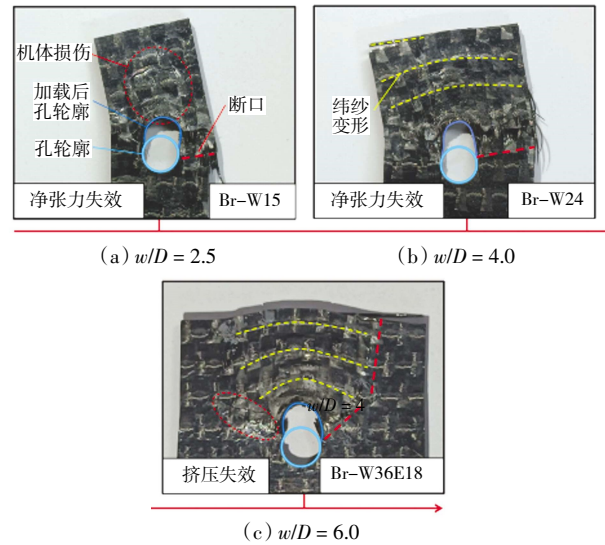 机体损伤
加载后
孔轮廓
孔轮廓
断口
净张力失效
Br-W15
(a) w/D = 2.5
纬纱
变形
净张力失效
Br-W24
(b) w/D = 4.0
w/D = 4
挤压失效
Br-W36E18
(c) w/D = 6.0